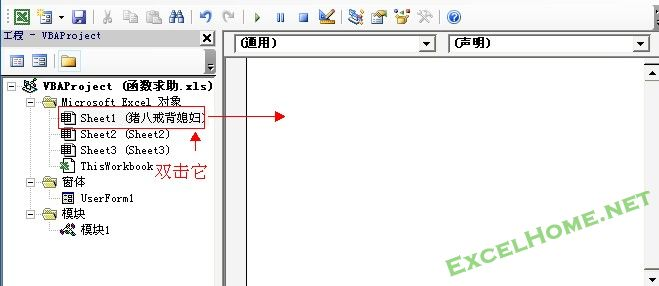 工程 - VBAProject
(通用)
(声明)
VBAProject (函数求助.xls)
Microsoft Excel 对象
Sheet1 (猪八戒背媳妇)
Sheet2 (Sheet2)
Sheet3 (Sheet3)
ThisWorkbook
双击它
窗体
UserForm1
模块
模块1
EXCELHOME.NET